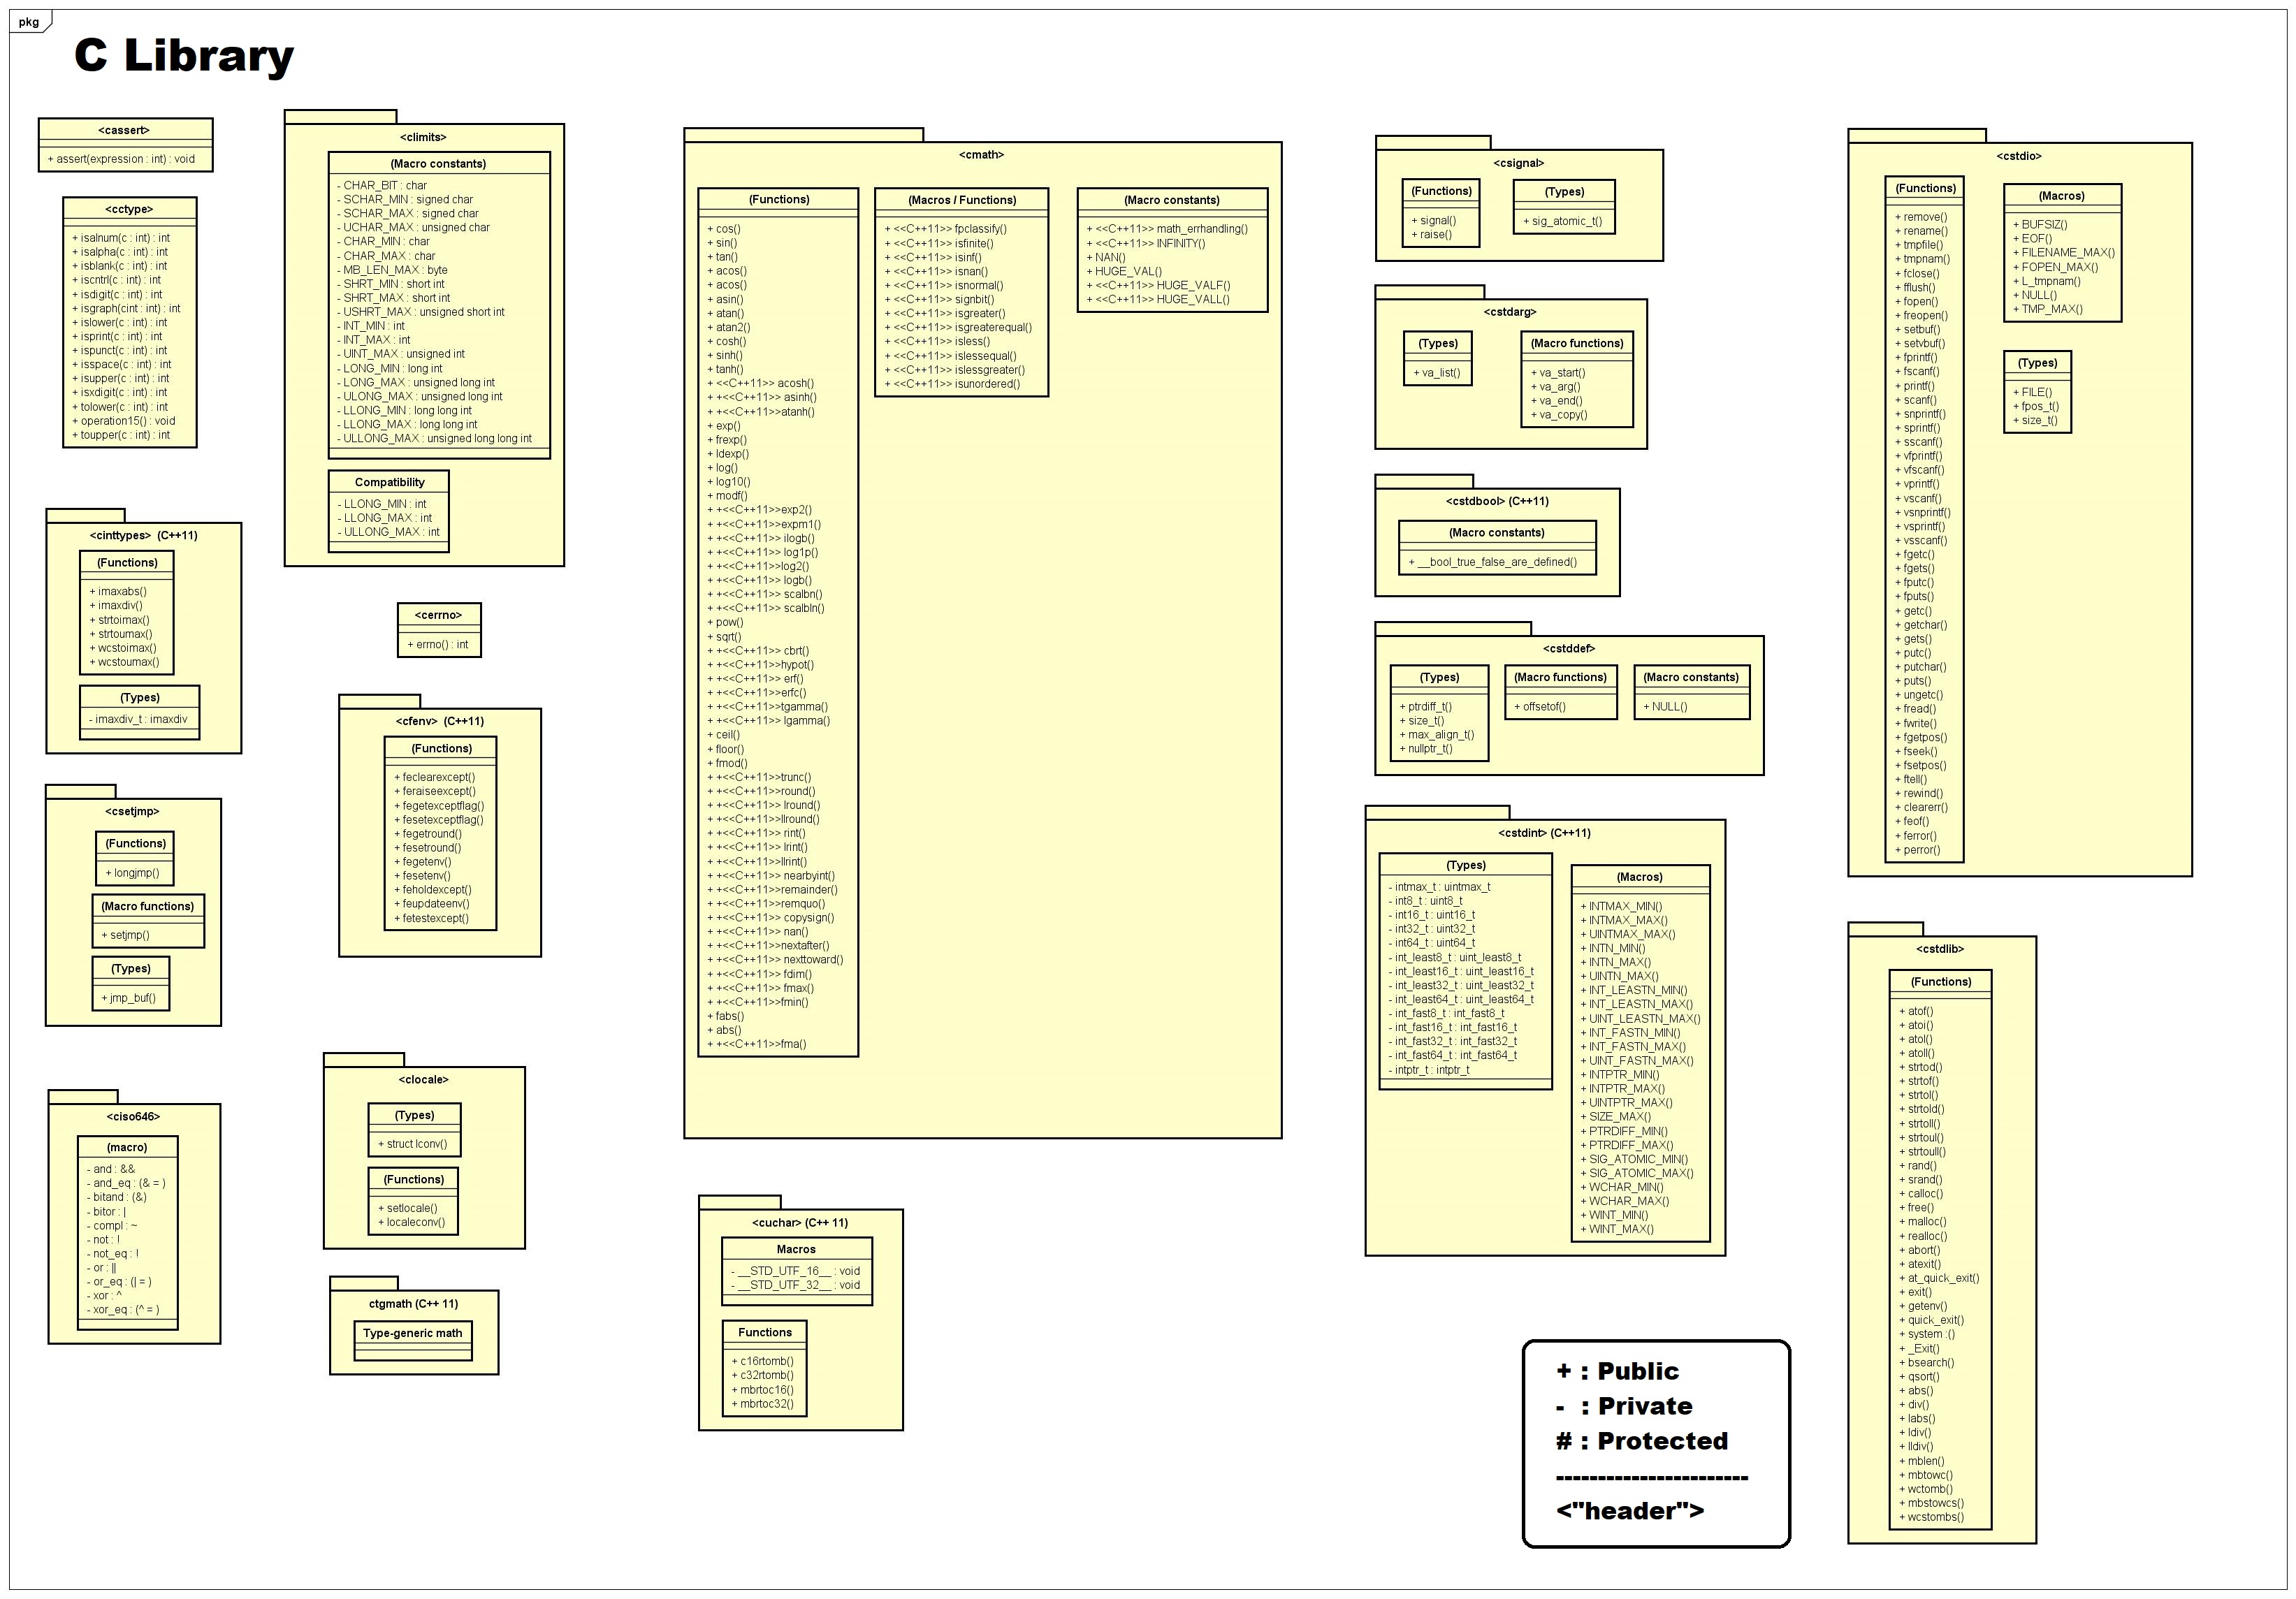 pkg
C Library
<cassert>
+ assert(expression : int) : void
<cctype>
+ isalnum(c : int) : int
+ isalpha(c : int) : int
+ isblank(c : int) : int
+ iscntrl(c : int) : int
+ isdigit(c : int) : int
+ isgraph(cint : int) : int
+ islower(c : int) : int
+ isprint(c : int) : int
+ ispunct(c : int) : int
+ isspace(c : int) : int
+ isupper(c : int) : int
+ isxdigit(c : int) : int
+ tolower(c : int) : int
+ operation15() : void
+ toupper(c : int) : int
<cinttypes> (C++11)
(Functions)
+ imaxabs()
+ imaxdiv()
+ strtoimax()
+ strtoumax()
+ wcstoimax()
+ wcstoumax()
(Types)
- imaxdiv_t : imaxdiv
<csetjmp>
(Functions)
+ longjmp()
(Macro functions)
+ setjmp()
(Types)
+ jmp_buf()
<ciso646>
(macro)
- and : &&
- and_eq : (& = )
- bitand : (&)
- bitor : |
- compl : ~
- not : !
- not_eq : !
- or : ||
- or_eq : (| = )
- xor : ^
- xor_eq : (^ = )
<climits>
(Macro constants)
- CHAR_BIT : char
- SCHAR_MIN : signed char
- SCHAR_MAX : signed char
- UCHAR_MAX : unsigned char
- CHAR_MIN : char
- CHAR_MAX : char
- MB_LEN_MAX : byte
- SHRT_MIN : short int
- SHRT_MAX : short int
- USHRT_MAX : unsigned short int
- INT_MIN : int
- INT_MAX : int
- UINT_MAX : unsigned int
- LONG_MIN : long int
- LONG_MAX : unsigned long int
- ULONG_MAX : unsigned long int
- LLONG_MIN : long long int
- LLONG_MAX : long long int
- ULLONG_MAX : unsigned long long int
Compatibility
- LLONG_MIN : int
- LLONG_MAX : int
- ULLONG_MAX : int
<cerrno>
+ errno() : int
<cfenv> (C++11)
(Functions)
+ feclearexcept()
+ feraiseexcept()
+ fegetexceptflag()
+ fesetexceptflag()
+ fegetround()
+ fesetround()
+ fegetenv()
+ fesetenv()
+ feholdexcept()
+ feupdateenv()
+ fetestexcept()
<clocale>
(Types)
+ struct lconv()
(Functions)
+ setlocale()
+ localeconv()
ctgmath (C++ 11)
Type-generic math
<cmath>
(Functions)
+ cos()
+ sin()
+ tan()
+ acos()
+ acos()
+ asin()
+ atan()
+ atan2()
+ cosh()
+ sinh()
+ tanh()
+ <<C++11>> acosh()
+ +<<C++11>> asinh()
+ +<<C++11>>atanh()
+ exp()
+ frexp()
+ ldexp()
+ log()
+ log10()
+ modf()
+ +<<C++11>>exp2()
+ +<<C++11>>expm1()
+ +<<C++11>> ilogb()
+ +<<C++11>> log1p()
+ +<<C++11>>log2()
+ +<<C++11>> logb()
+ +<<C++11>> scalbn()
+ +<<C++11>> scalbln()
+ pow()
+ sqrt()
+ +<<C++11>> cbrt()
+ +<<C++11>>hypot()
+ +<<C++11>> erf()
+ +<<C++11>>erfc()
+ +<<C++11>>tgamma()
+ +<<C++11>> lgamma()
+ ceil()
+ floor()
+ fmod()
+ +<<C++11>>trunc()
+ +<<C++11>>round()
+ +<<C++11>> lround()
+ +<<C++11>>llround()
+ +<<C++11>> rint()
+ +<<C++11>> lrint()
+ +<<C++11>>llrint()
+ +<<C++11>> nearbyint()
+ +<<C++11>>remainder()
+ +<<C++11>>remquo()
+ +<<C++11>> copysign()
+ +<<C++11>> nan()
+ +<<C++11>>nextafter()
+ +<<C++11>> nexttoward()
+ +<<C++11>> fdim()
+ +<<C++11>> fmax()
+ +<<C++11>>fmin()
+ fabs()
+ abs()
+ +<<C++11>>fma()
(Macros / Functions)
+ <<C++11>> fpclassify()
+ <<C++11>> isfinite()
+ <<C++11>> isinf()
+ <<C++11>> isnan()
+ <<C++11>> isnormal()
+ <<C++11>> signbit()
+ <<C++11>> isgreater()
+ <<C++11>> isgreaterequal()
+ <<C++11>> isless()
+ <<C++11>> islessequal()
+ <<C++11>> islessgreater()
+ <<C++11>> isunordered()
(Macro constants)
+ <<C++11>> math_errhandling()
+ <<C++11>> INFINITY()
+ NAN()
+ HUGE_VAL()
+ <<C++11>> HUGE_VALF()
+ <<C++11>> HUGE_VALL()
<cuchar> (C++ 11)
Macros
- __STD_UTF_16__ : void
- __STD_UTF_32__ : void
Functions
+ c16rtomb()
+ c32rtomb()
+ mbrtoc16()
+ mbrtoc32()
<csignal>
(Functions)
+ signal()
+ raise()
(Types)
+ sig_atomic_t()
<cstdarg>
(Types)
+ va_list()
(Macro functions)
+ va_start()
+ va_arg()
+ va_end()
+ va_copy()
<cstdbool> (C++11)
(Macro constants)
+ __bool_true_false_are_defined()
<cstddef>
(Types)
+ ptrdiff_t()
+ size_t()
+ max_align_t()
+ nullptr_t()
(Macro functions)
+ offsetof()
(Macro constants)
+ NULL()
<cstdint> (C++11)
(Types)
- intmax_t : uintmax_t
- int8_t : uint8_t
- int16_t : uint16_t
- int32_t : uint32_t
- int64_t : uint64_t
- int_least8_t : uint_least8_t
- int_least16_t : uint_least16_t
- int_least32_t : uint_least32_t
- int_least64_t : uint_least64_t
- int_fast8_t : int_fast8_t
- int_fast16_t : int_fast16_t
- int_fast32_t : int_fast32_t
- int_fast64_t : int_fast64_t
- intptr_t : intptr_t
(Macros)
+ INTMAX_MIN()
+ INTMAX_MAX()
+ UINTMAX_MAX()
+ INTN_MIN()
+ INTN_MAX()
+ UINTN_MAX()
+ INT_LEASTN_MIN()
+ INT_LEASTN_MAX()
+ UINT_LEASTN_MAX()
+ INT_FASTN_MIN()
+ INT_FASTN_MAX()
+ UINT_FASTN_MAX()
+ INTPTR_MIN()
+ INTPTR_MAX()
+ UINTPTR_MAX()
+ SIZE_MAX()
+ PTRDIFF_MIN()
+ PTRDIFF_MAX()
+ SIG_ATOMIC_MIN()
+ SIG_ATOMIC_MAX()
+ WCHAR_MIN()
+ WCHAR_MAX()
+ WINT_MIN()
+ WINT_MAX()
+ : Public
- : Private
# : Protected
-----------------------
<"header">
<cstdio>
(Functions)
+ remove()
+ rename()
+ tmpfile()
+ tmpnam()
+ fclose()
+ fflush()
+ fopen()
+ freopen()
+ setbuf()
+ setvbuf()
+ fprintf()
+ fscanf()
+ printf()
+ scanf()
+ snprintf()
+ sprintf()
+ sscanf()
+ vfprintf()
+ vfscanf()
+ vprintf()
+ vscanf()
+ vsnprintf()
+ vsprintf()
+ vsscanf()
+ fgetc()
+ fgets()
+ fputc()
+ fputs()
+ getc()
+ getchar()
+ gets()
+ putc()
+ putchar()
+ puts()
+ ungetc()
+ fread()
+ fwrite()
+ fgetpos()
+ fseek()
+ fsetpos()
+ ftell()
+ rewind()
+ clearerr()
+ feof()
+ ferror()
+ perror()
(Macros)
+ BUFSIZ()
+ EOF()
+ FILENAME_MAX()
+ FOPEN_MAX()
+ L_tmpnam()
+ NULL()
+ TMP_MAX()
(Types)
+ FILE()
+ fpos_t()
+ size_t()
<cstdlib>
(Functions)
+ atof()
+ atoi()
+ atol()
+ atoll()
+ strtod()
+ strtof()
+ strtol()
+ strtold()
+ strtoll()
+ strtoul()
+ strtoull()
+ rand()
+ srand()
+ calloc()
+ free()
+ malloc()
+ realloc()
+ abort()
+ atexit()
+ at_quick_exit()
+ exit()
+ getenv()
+ quick_exit()
+ system :()
+ _Exit()
+ bsearch()
+ qsort()
+ abs()
+ div()
+ labs()
+ ldiv()
+ lldiv()
+ mblen()
+ mbtowc()
+ wctomb()
+ mbstowcs()
+ wcstombs()